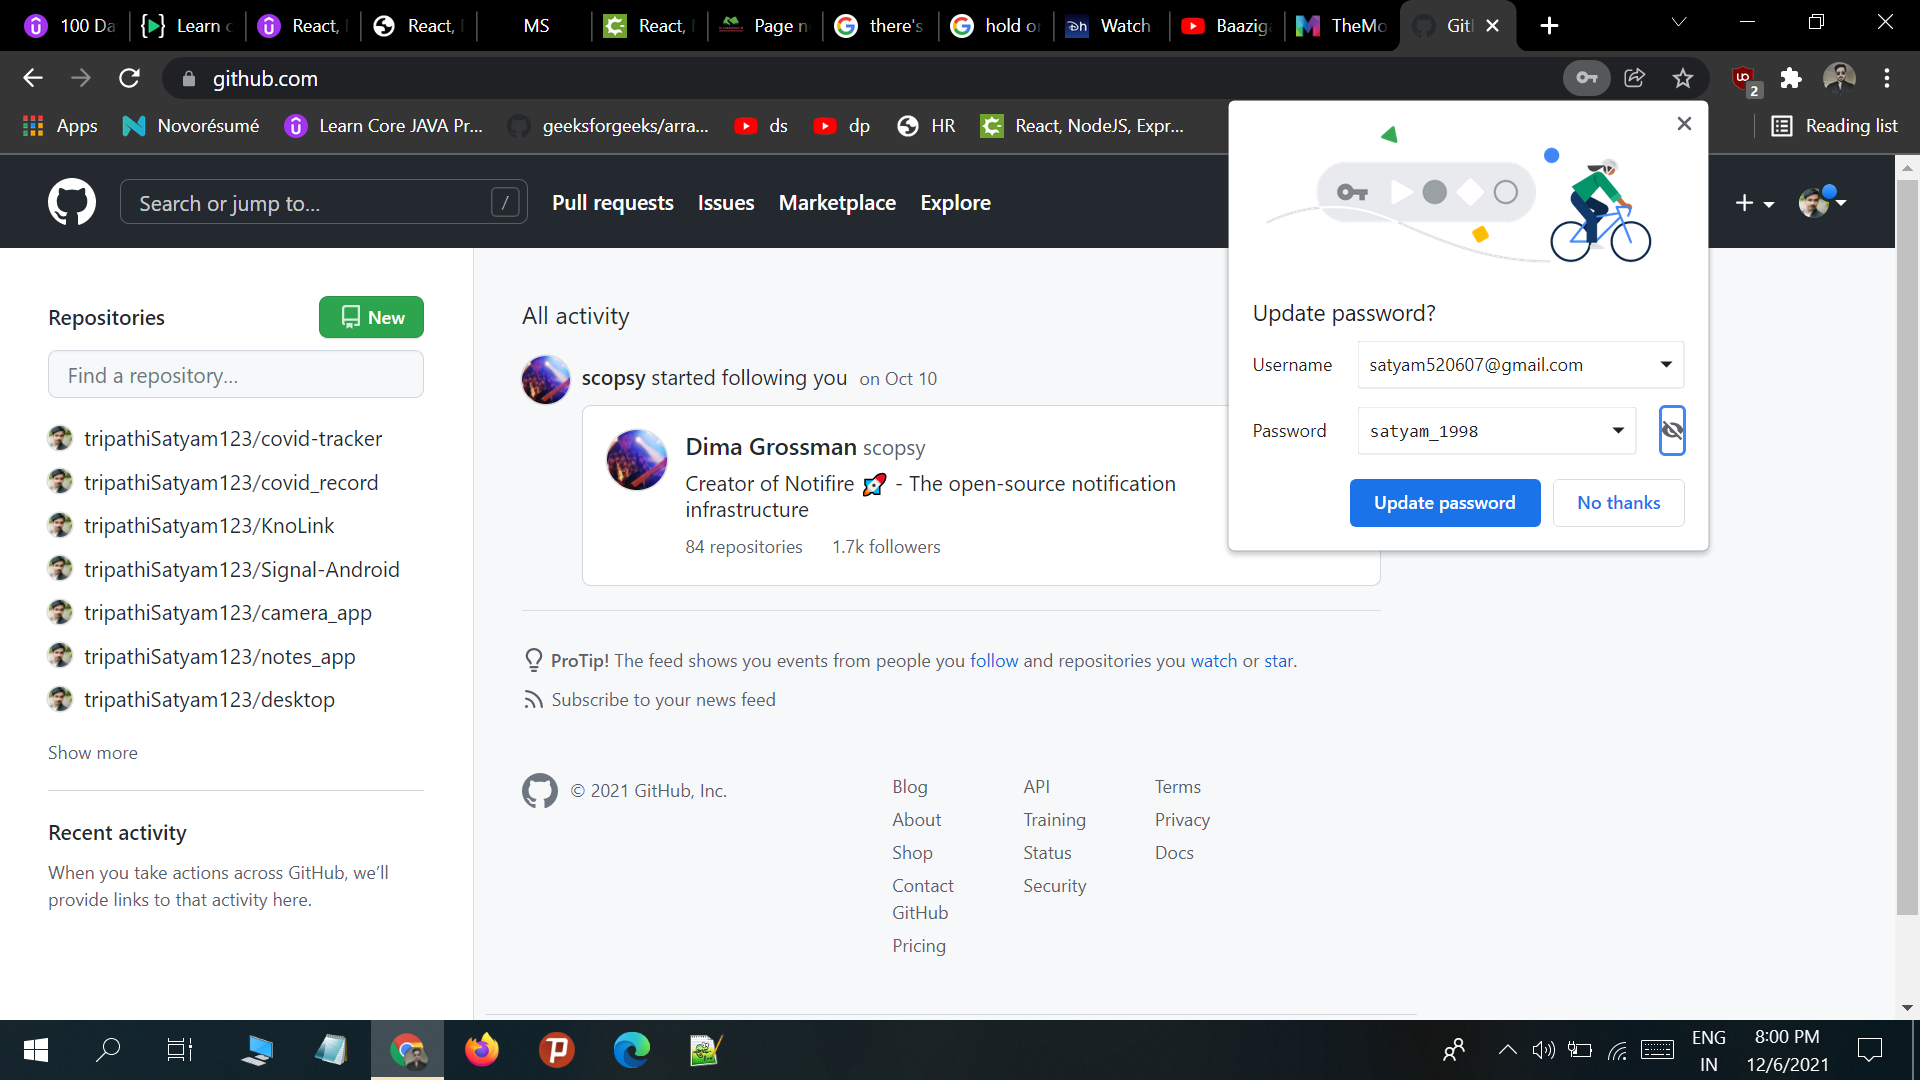 100 Da
Learn c
React, I
React, I
MS
React, I
Page n
there's
hold o
Watch
Baaziga
TheMo
Gitl
github.com
2
Apps
Novorésumé
Learn Core JAVA Pr...
geeksforgeeks/arra...
ds
dp
HR
React, NodeJS, Expr...
Reading list
Search or jump to...
/
Pull requests
Issues
Marketplace
Explore
Update password?
Username
satyam520607@gmail.com
Password
satyam_1998
Update password
No thanks
Repositories
New
Find a repository...
tripathiSatyam123/covid-tracker
tripathiSatyam123/covid_record
tripathiSatyam123/KnoLink
tripathiSatyam123/Signal-Android
tripathiSatyam123/camera_app
tripathiSatyam123/notes_app
tripathiSatyam123/desktop
Show more
Recent activity
When you take actions across GitHub, we'll
provide links to that activity here.
All activity
scopsy started following you on Oct 10
Dima Grossman scopsy
Creator of Notifire 🚀 - The open-source notification
infrastructure
84 repositories 1.7k followers
ProTip! The feed shows you events from people you follow and repositories you watch or star.
Subscribe to your news feed
© 2021 GitHub, Inc.
Blog
About
Shop
Contact
GitHub
Pricing
API
Training
Status
Security
Terms
Privacy
Docs
ENG
IN
8:00 PM
12/6/2021